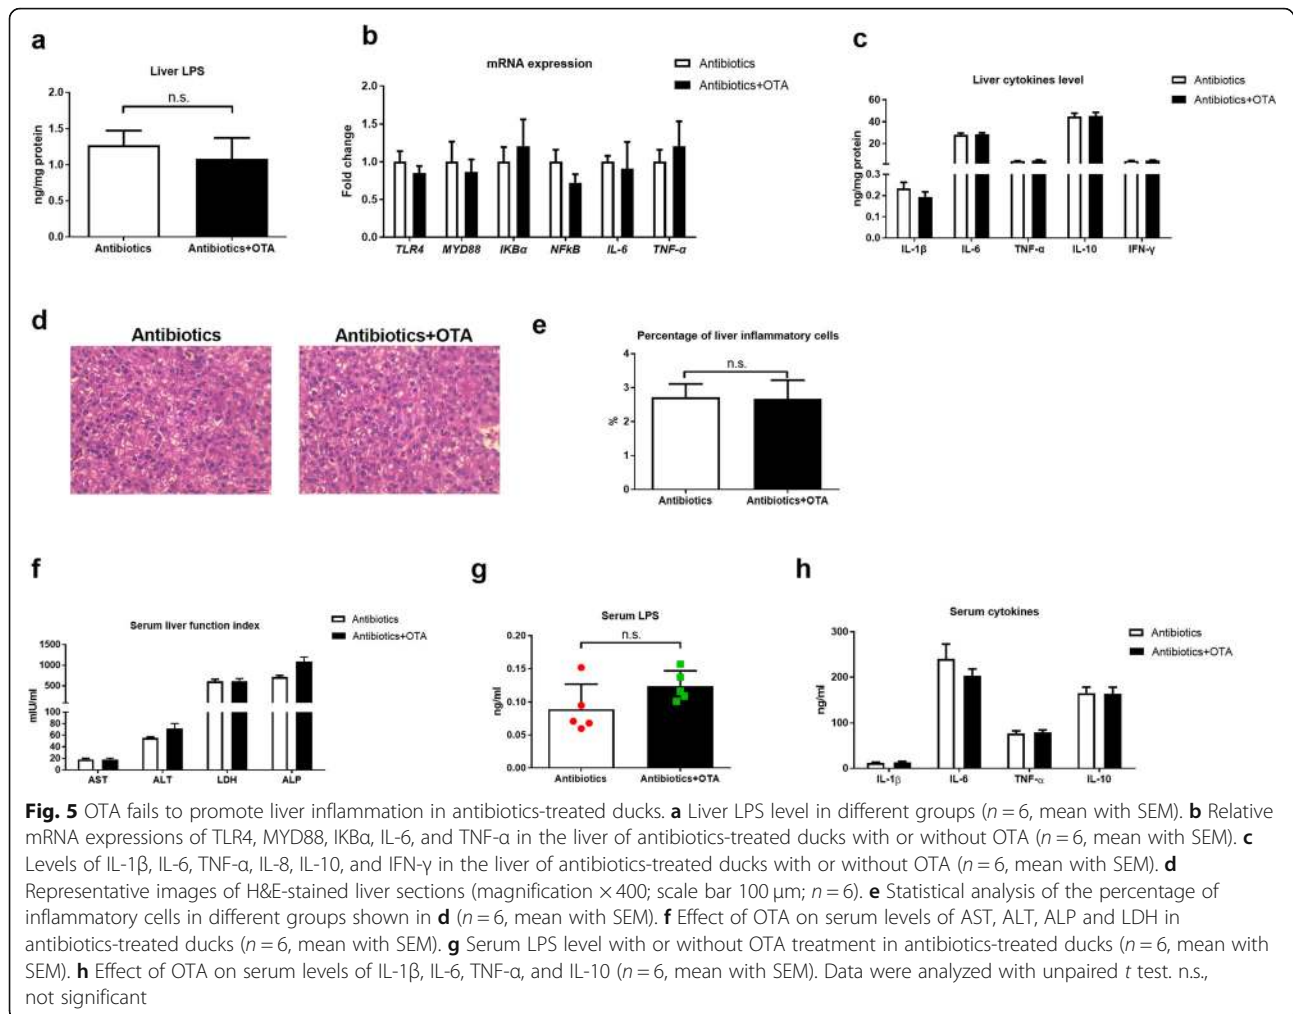 a
Liver LPS
2.0
1.5
1.0
0.5
0.0
ng/mg protein
n.s.
Antibiotics
Antibiotics+OTA
b
mRNA expression
Antibiotics
Antibiotics+OTA
2.0
1.5
1.0
0.5
0.0
Fold change
TLR4 MYD88 IKBα NFkB IL-6 TNF-α
c
Liver cytokines level
Antibiotics
Antibiotics+OTA
60
40
20
0.3
0.2
0.1
0.0
ng/mg protein
IL-1β IL-6 TNF-α IL-10 IFN-γ
d
Antibiotics
Antibiotics+OTA
e
Percentage of liver inflammatory cells
4
3
2
1
0
%
n.s.
Antibiotics
Antibiotics+OTA
f
Serum liver function index
Antibiotics
Antibiotics+OTA
1500
1000
500
100
80
60
40
20
0
mIU/ml
AST ALT LDH ALP
g
Serum LPS
0.20
0.15
0.10
0.05
0.00
ng/ml
n.s.
Antibiotics
Antibiotics+OTA
h
Serum cytokines
Antibiotics
Antibiotics+OTA
300
200
100
0
ng/ml
IL-1β IL-6 TNF-α IL-10
Fig. 5 OTA fails to promote liver inflammation in antibiotics-treated ducks. a Liver LPS level in different groups (n = 6, mean with SEM). b Relative
mRNA expressions of TLR4, MYD88, IKBα, IL-6, and TNF-α in the liver of antibiotics-treated ducks with or without OTA (n = 6, mean with SEM). c
Levels of IL-1β, IL-6, TNF-α, IL-8, IL-10, and IFN-γ in the liver of antibiotics-treated ducks with or without OTA (n = 6, mean with SEM). d
Representative images of H&E-stained liver sections (magnification × 400; scale bar 100 μm; n = 6). e Statistical analysis of the percentage of
inflammatory cells in different groups shown in d (n = 6, mean with SEM). f Effect of OTA on serum levels of AST, ALT, ALP and LDH in
antibiotics-treated ducks (n = 6, mean with SEM). g Serum LPS level with or without OTA treatment in antibiotics-treated ducks (n = 6, mean with
SEM). h Effect of OTA on serum levels of IL-1β, IL-6, TNF-α, and IL-10 (n = 6, mean with SEM). Data were analyzed with unpaired t test. n.s.,
not significant